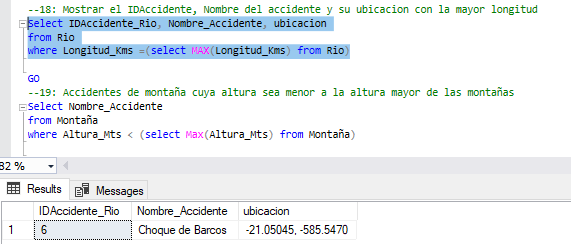 --18: Mostrar el IDAccidente, Nombre del accidente y su ubicacion con la mayor longitud
Select IDAccidente_Rio, Nombre_Accidente, ubicacion
from Rio
where Longitud_Kms =(select MAX(Longitud_Kms) from Rio)
GO
--19: Accidentes de montaña cuya altura sea menor a la altura mayor de las montañas
Select Nombre_Accidente
from Montaña
where Altura_Mts < (select Max(Altura_Mts) from Montaña)
82 %
Results Messages
IDAccidente_Rio Nombre_Accidente ubicacion
1 6 Choque de Barcos -21.05045, -585.5470